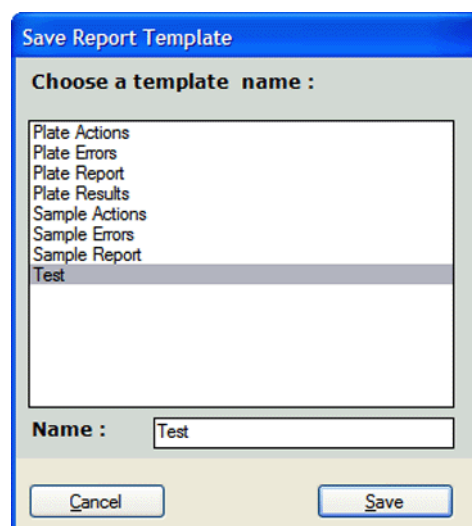 Save Report Template
Choose a template name :
Plate Actions
Plate Errors
Plate Report
Plate Results
Sample Actions
Sample Errors
Sample Report
Test
Name : Test
Cancel Save